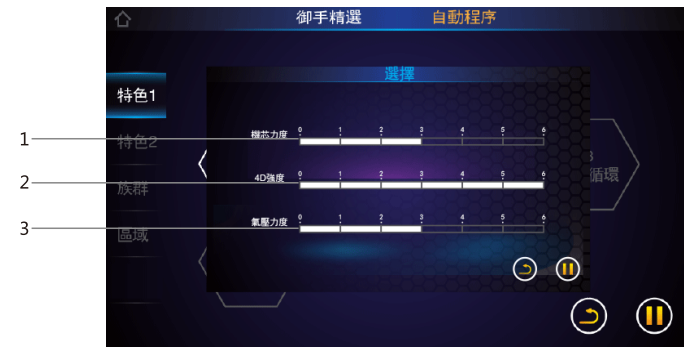 御手精選 自動程序
選擇
特色1
1 機芯力度 0 1 2 3 4 5 6
特色2
3
循環
2 4D強度 0 1 2 3 4 5 6
族群
3 氣壓力度 0 1 2 3 4 5 6
區域